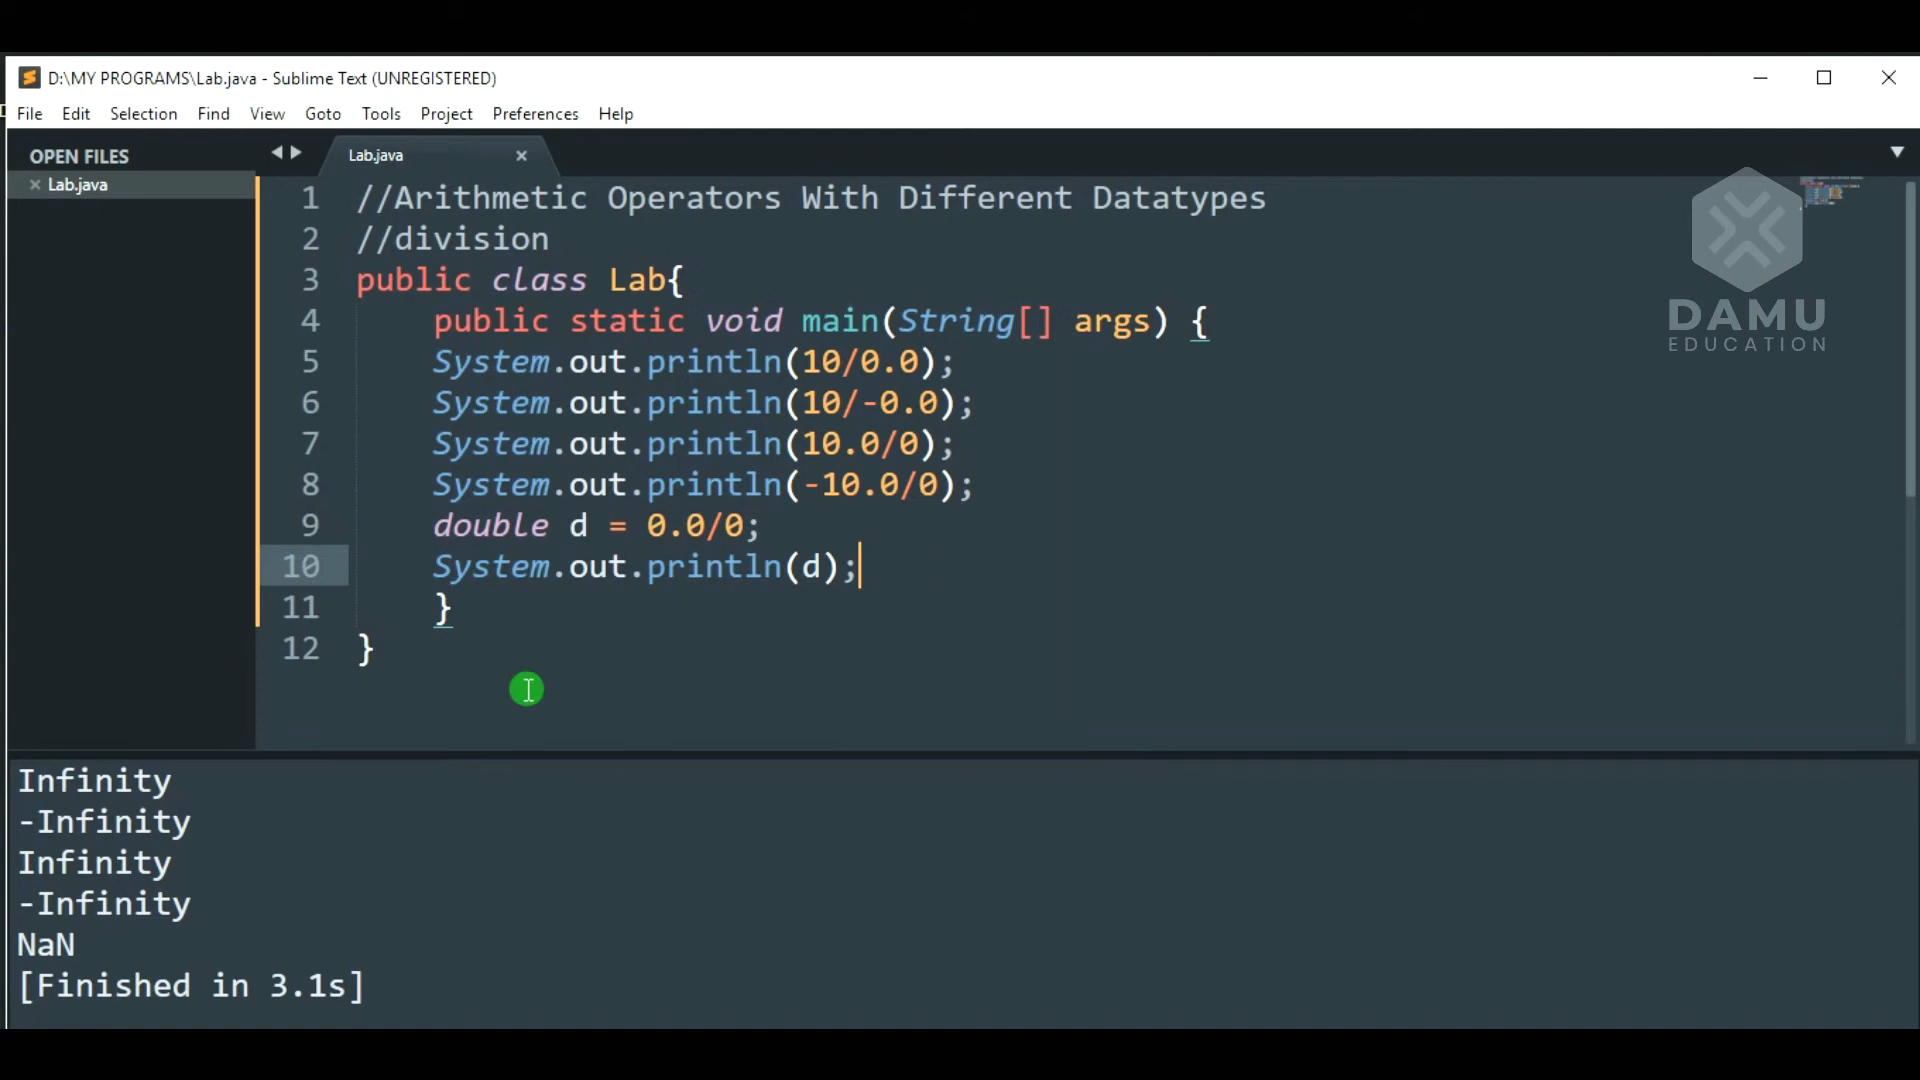 D:\MY PROGRAMS\Lab.java - Sublime Text (UNREGISTERED)
File Edit Selection Find View Goto Tools Project Preferences Help
OPEN FILES
Lab.java
Lab.java
DAMU
EDUCATION
1 //Arithmetic Operators With Different Datatypes
2 //division
3 public class Lab{
4 public static void main(String[] args) {
5 System.out.println(10/0.0);
6 System.out.println(10/-0.0);
7 System.out.println(10.0/0);
8 System.out.println(-10.0/0);
9 double d = 0.0/0;
10 System.out.println(d);
11 }
12 }
Infinity
-Infinity
Infinity
-Infinity
NaN
[Finished in 3.1s]